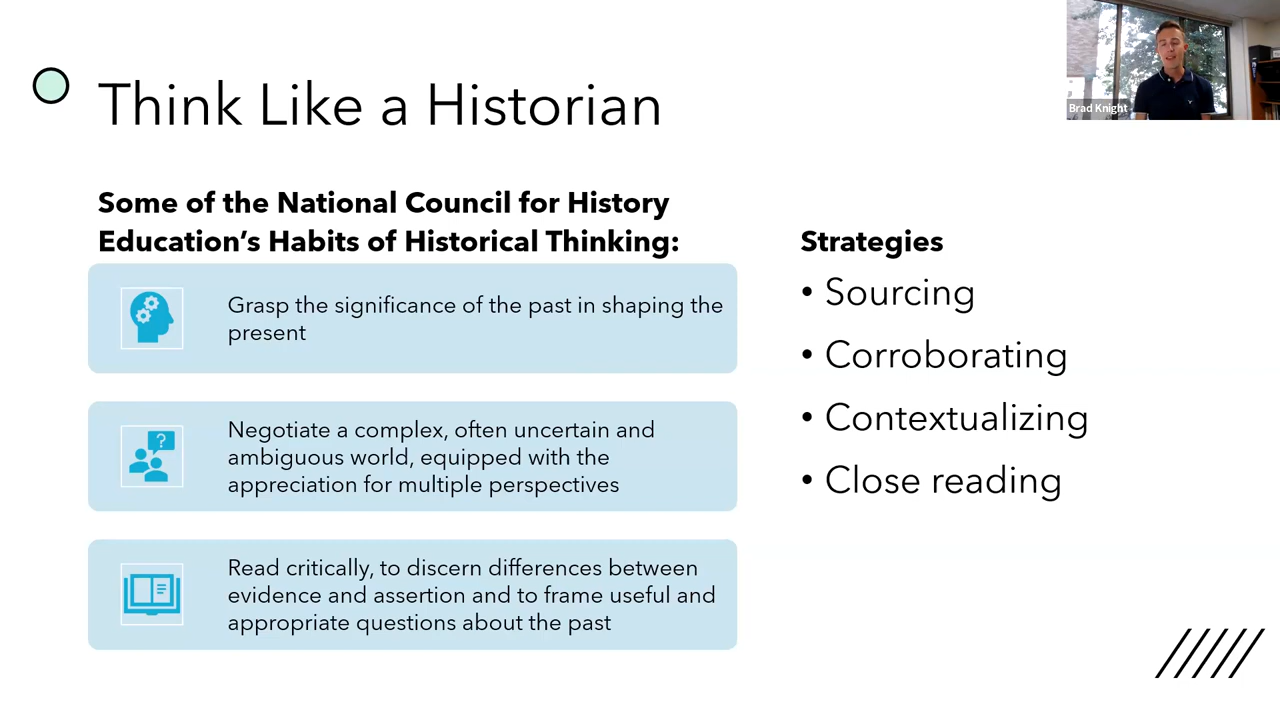 Think Like a Historian
Brad Knight
Some of the National Council for History
Education’s Habits of Historical Thinking:
Grasp the significance of the past in shaping the
present
?
Negotiate a complex, often uncertain and
ambiguous world, equipped with the
appreciation for multiple perspectives
Read critically, to discern differences between
evidence and assertion and to frame useful and
appropriate questions about the past
Strategies
• Sourcing
• Corroborating
• Contextualizing
• Close reading